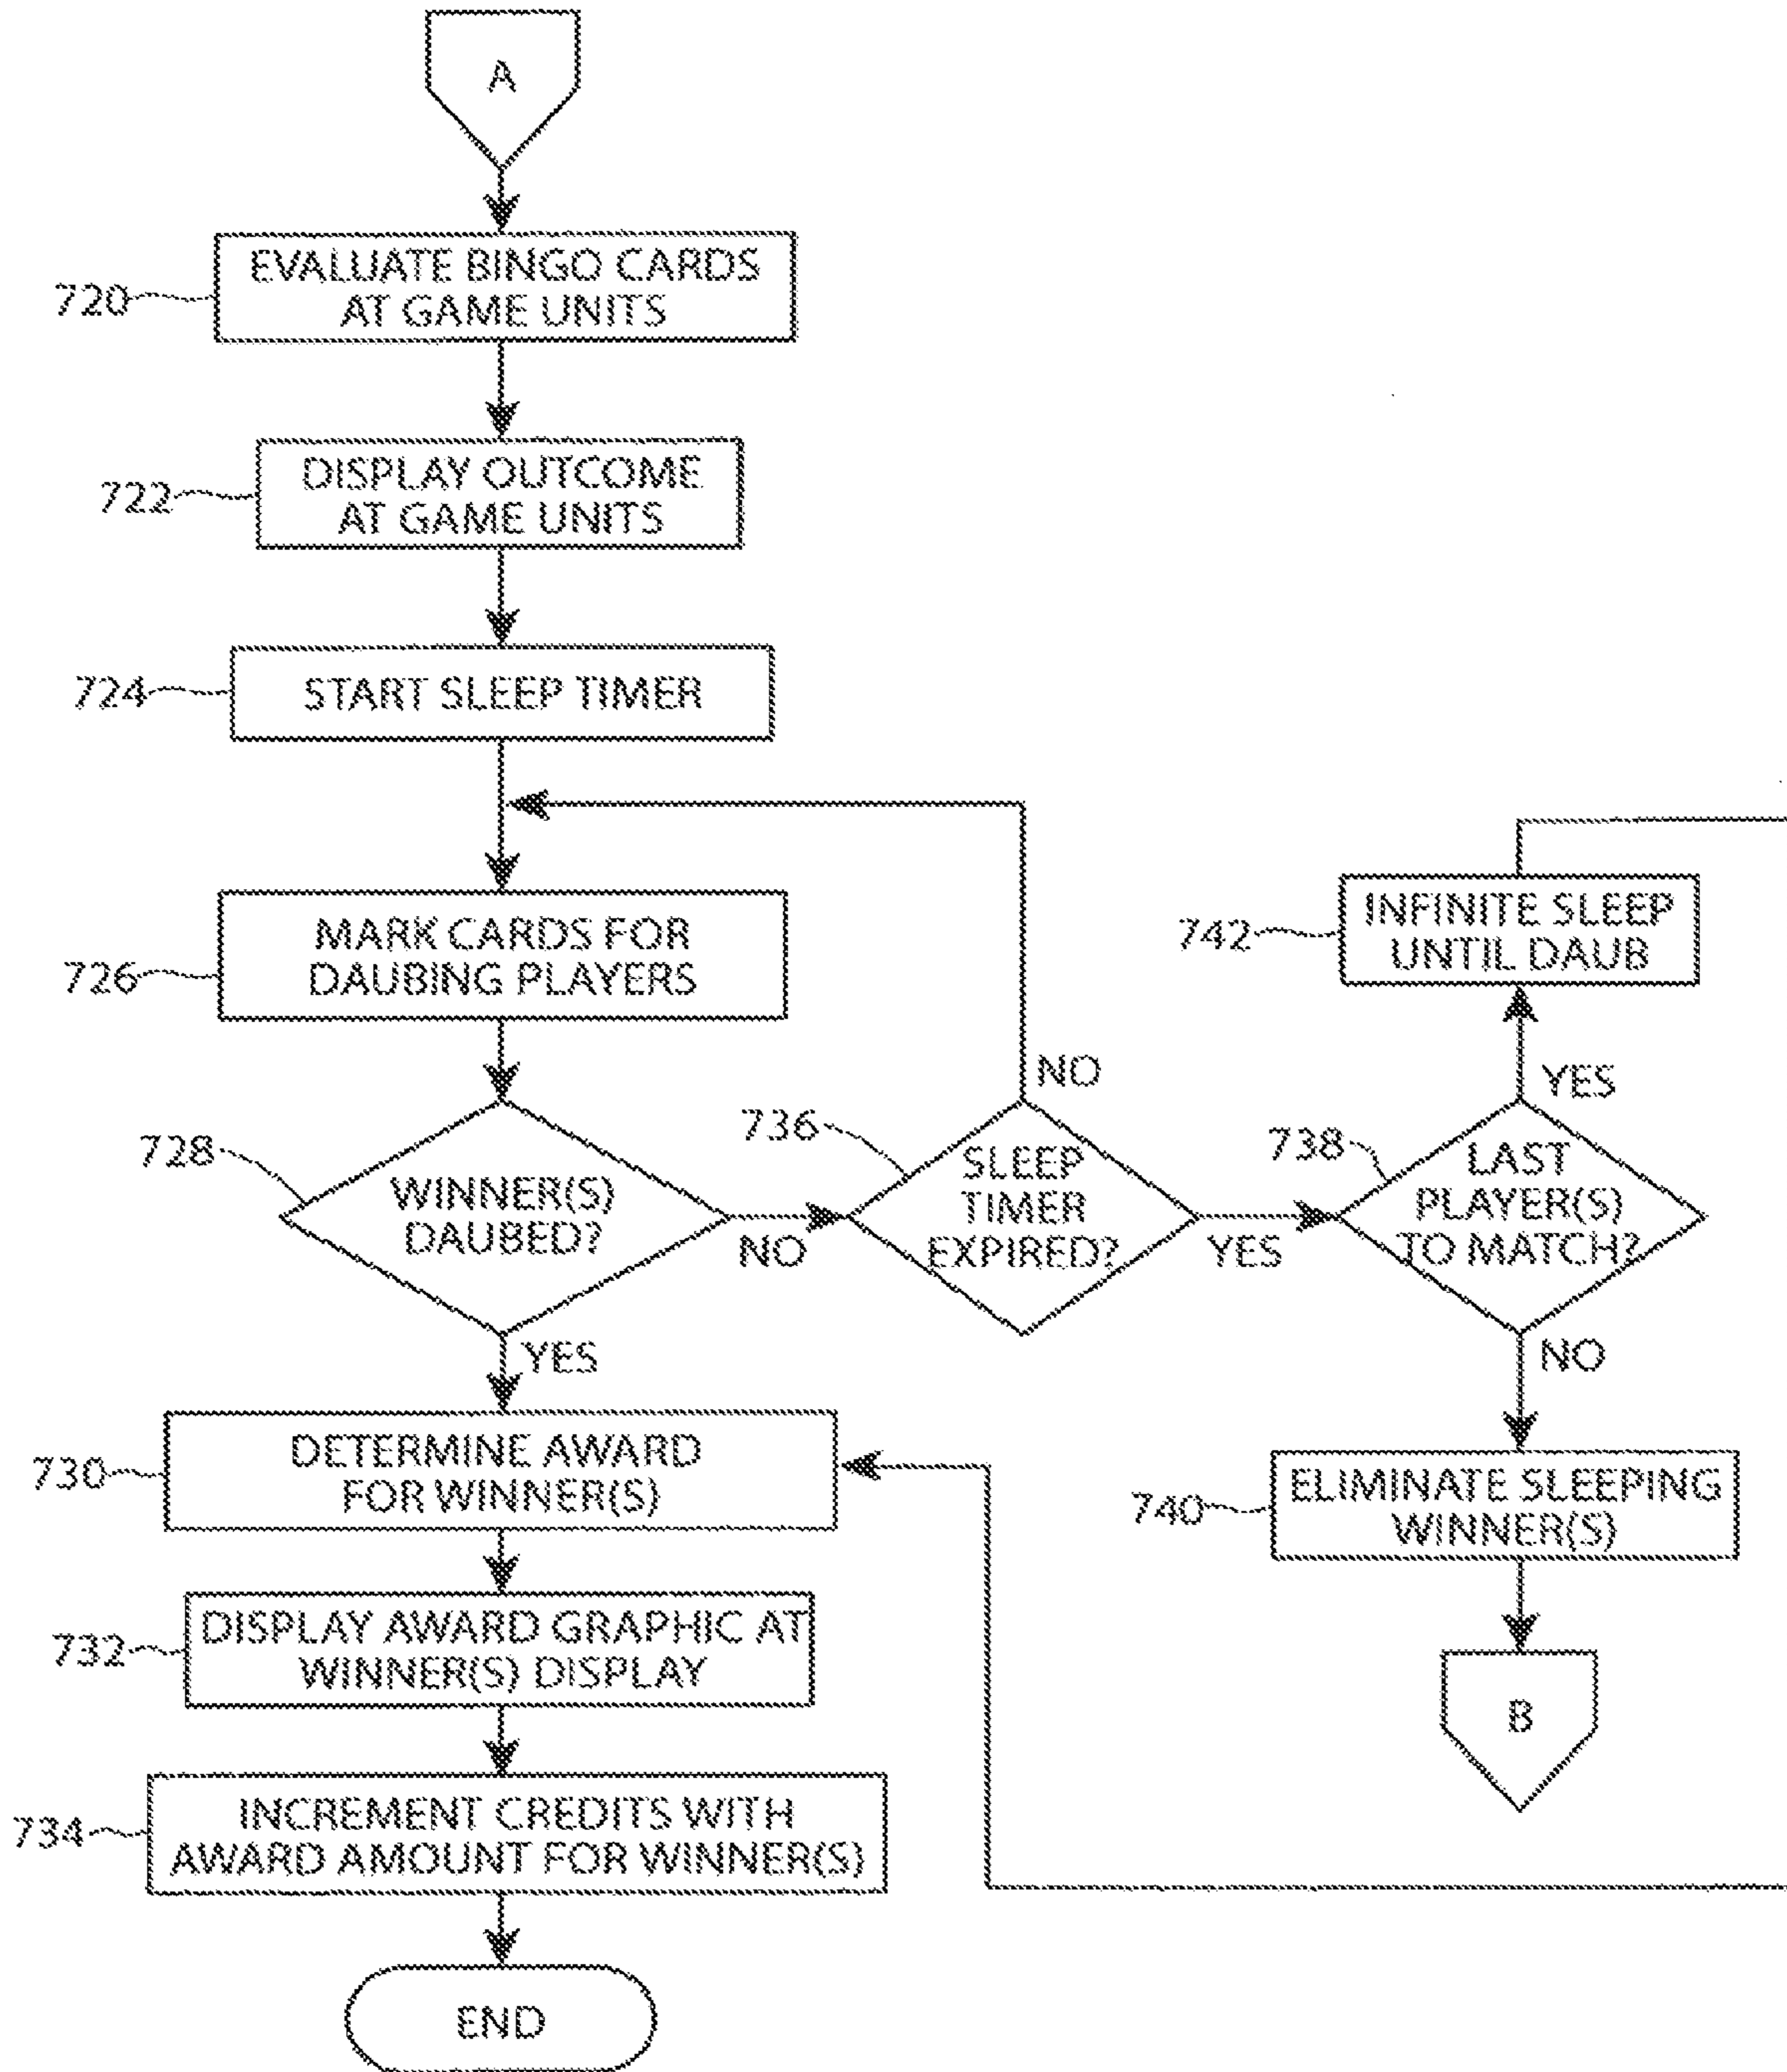 A
720
EVALUATE BINGO CARDS
AT GAME UNITS
722
DISPLAY OUTCOME
AT GAME UNITS
724
START SLEEP TIMER
726
MARK CARDS FOR
DAUBING PLAYERS
728
WINNER(S)
DAUBED?
NO
YES
736
SLEEP
TIMER
EXPIRED?
NO
YES
738
LAST
PLAYER(S)
TO MATCH?
YES
NO
742
INFINITE SLEEP
UNTIL DAUB
740
ELIMINATE SLEEPING
WINNER(S)
B
730
DETERMINE AWARD
FOR WINNER(S)
732
DISPLAY AWARD GRAPHIC AT
WINNER(S) DISPLAY
734
INCREMENT CREDITS WITH
AWARD AMOUNT FOR WINNER(S)
END